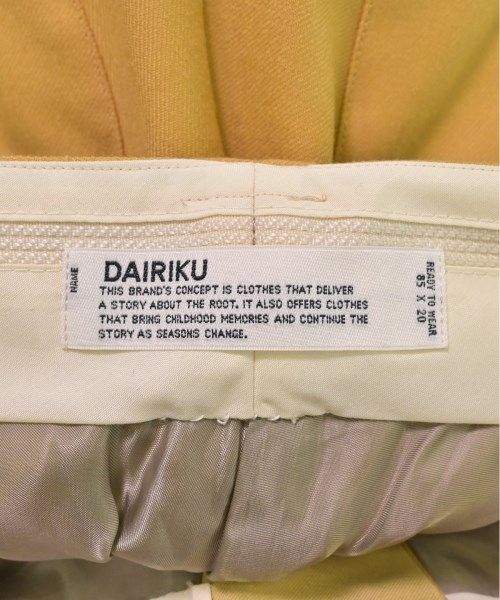 NAME
DAIRIKU
THIS BRAND'S CONCEPT IS CLOTHES THAT DELIVER
A STORY ABOUT THE ROOT. IT ALSO OFFERS CLOTHES
THAT BRING CHILDHOOD MEMORIES AND CONTINUE THE
STORY AS SEASONS CHANGE.
READY TO WEAR
85 X 20